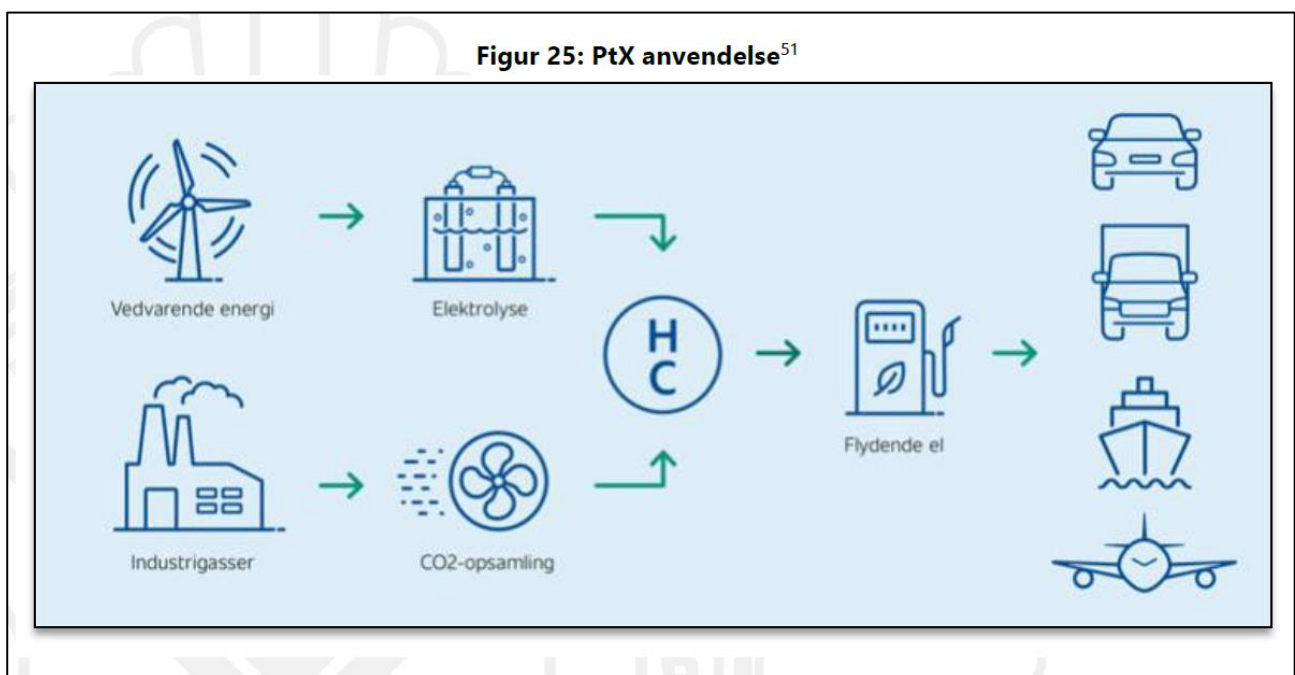 Figur 25: PtX anvendelse51
Vedvarende energi
Elektrolyse
H
C
Flydende el
Industrigasser
CO2-opsamling